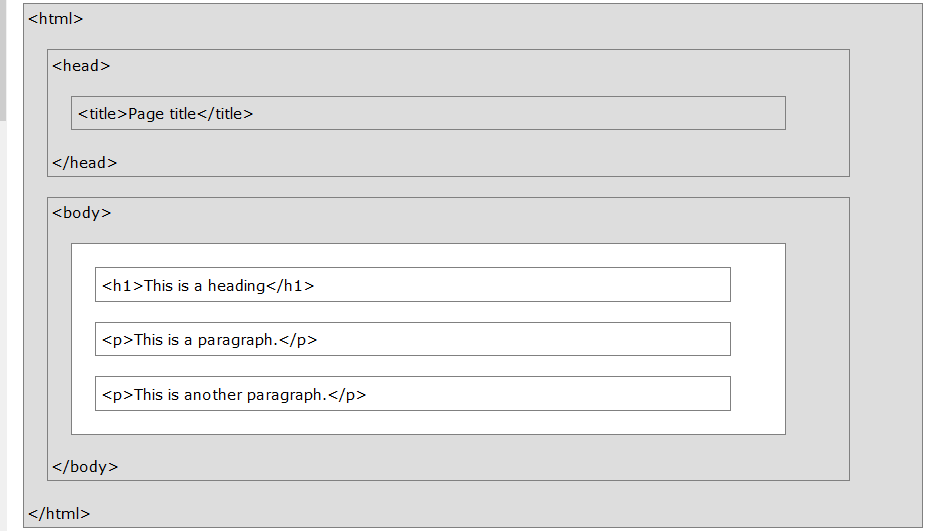 <html>
<head>
<title>Page title</title>
</head>
<body>
<h1>This is a heading</h1>
<p>This is a paragraph.</p>
<p>This is another paragraph.</p>
</body>
</html>